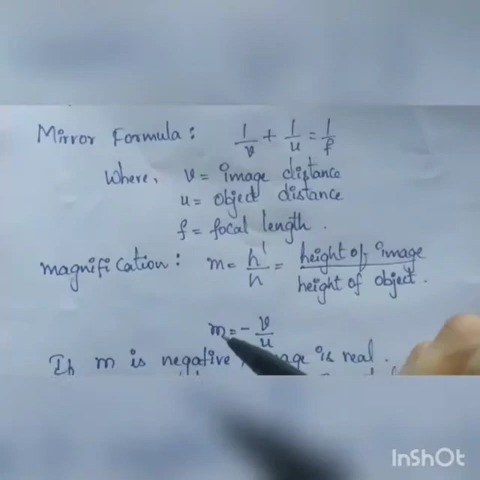 Mirror Formula: 1/v + 1/u = 1/f
Where, v = image distance
u = object distance
f = focal length.
magnification: m = h'/h = height of image / height of object.
m = - v/u
If m is negative, image is real.
InShOt